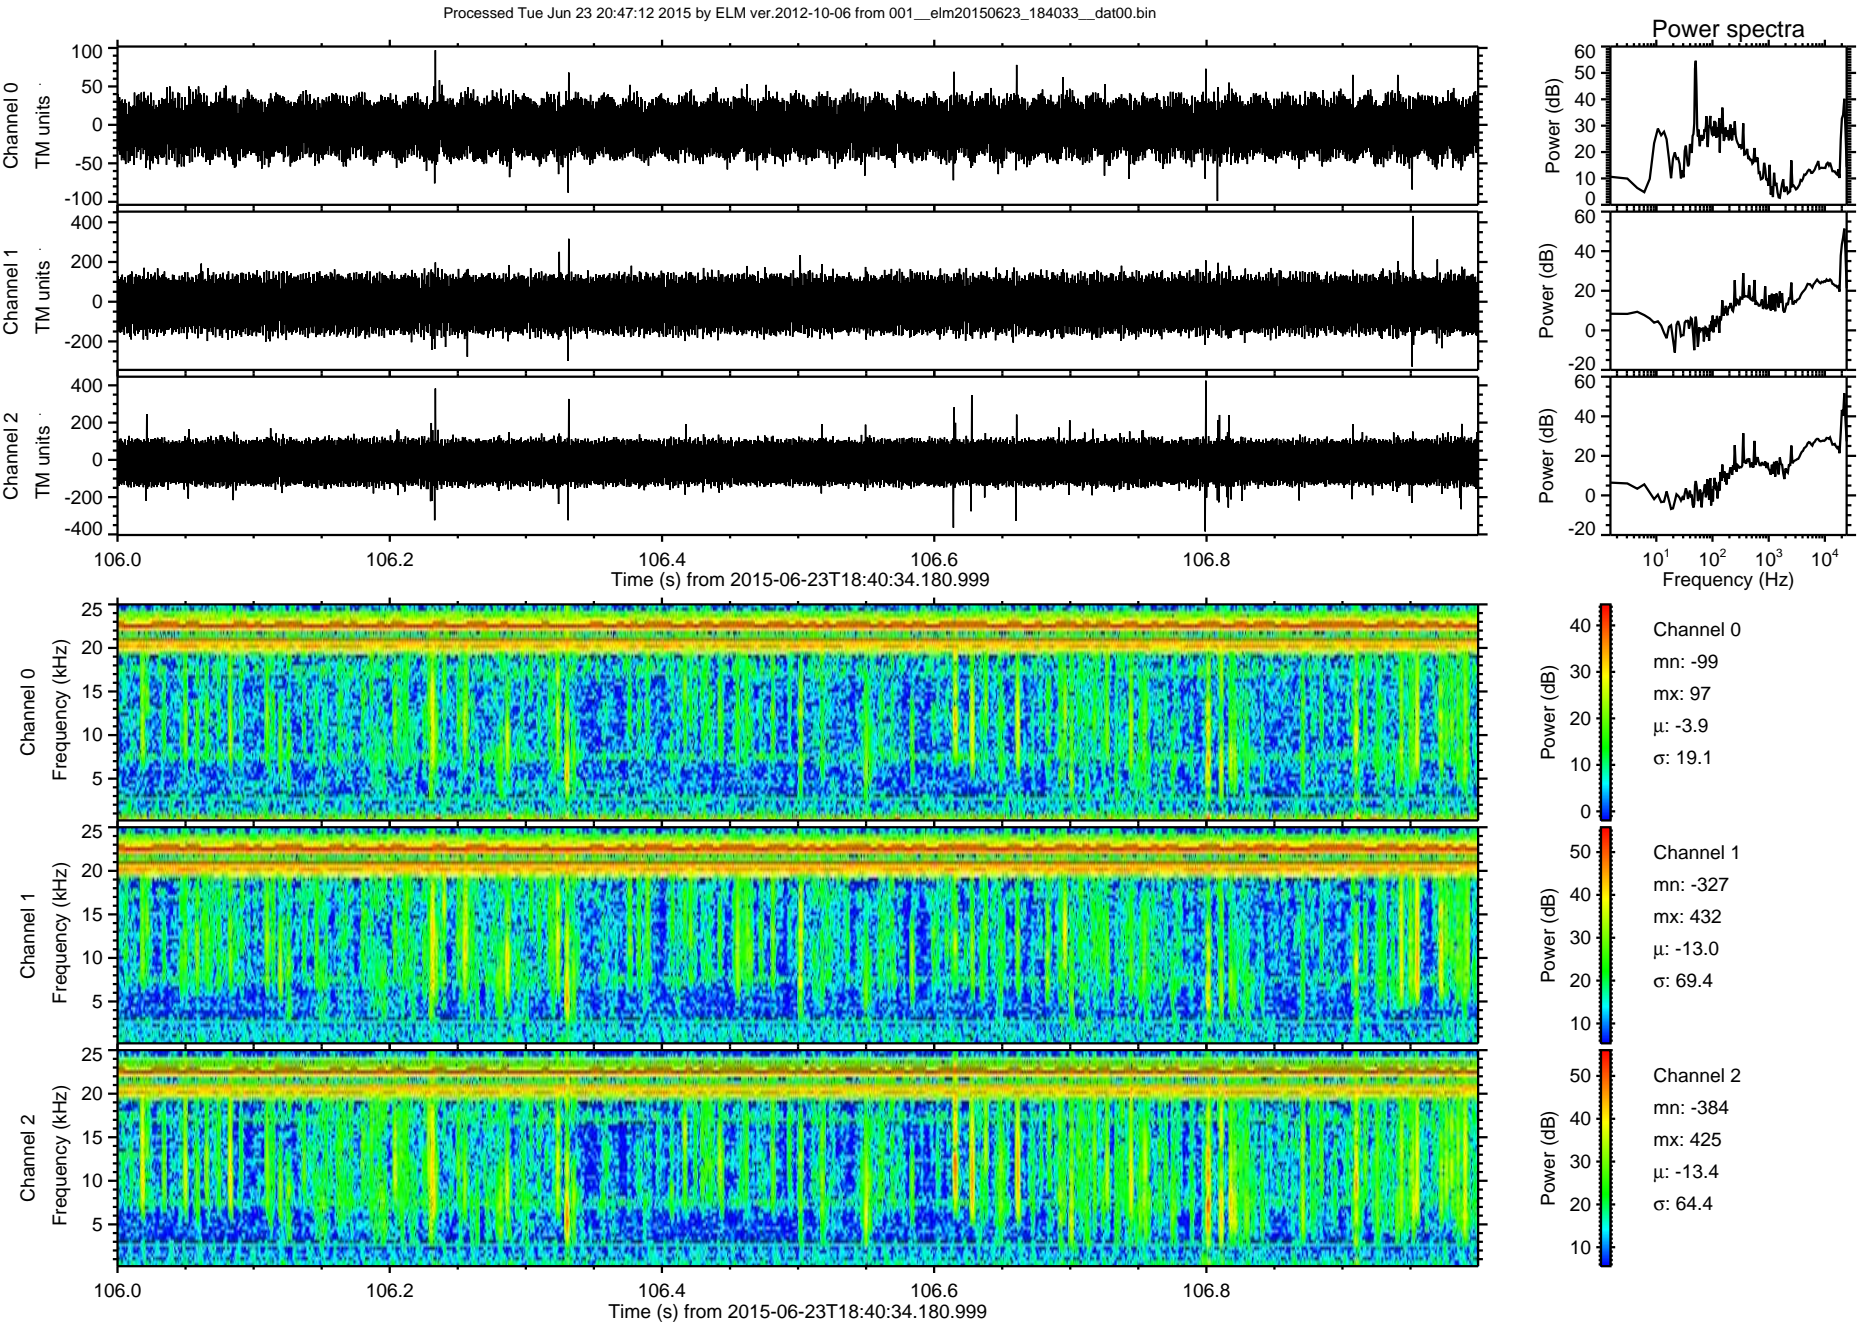 Processed Tue Jun 23 20:47:12 2015 by ELM ver.2012-10-06 from 001__elm20150623_184033__dat00.bin
Power spectra
Channel 0
TM units
100
50
0
-50
-100
Power (dB)
60
50
40
30
20
10
0
Channel 1
TM units
400
200
0
-200
Power (dB)
60
40
20
0
-20
Channel 2
TM units
400
200
0
-200
-400
Power (dB)
60
40
20
0
-20
106.0 106.2 106.4 106.6 106.8
Time (s) from 2015-06-23T18:40:34.180.999
10¹ 10² 10³ 10⁴
Frequency (Hz)
Channel 0
Frequency (kHz)
25
20
15
10
5
Power (dB)
40
30
20
10
0
Channel 0
mn: -99
mx: 97
μ: -3.9
σ: 19.1
Channel 1
Frequency (kHz)
25
20
15
10
5
Power (dB)
50
40
30
20
10
Channel 1
mn: -327
mx: 432
μ: -13.0
σ: 69.4
Channel 2
Frequency (kHz)
25
20
15
10
5
Power (dB)
50
40
30
20
10
Channel 2
mn: -384
mx: 425
μ: -13.4
σ: 64.4
106.0 106.2 106.4 106.6 106.8
Time (s) from 2015-06-23T18:40:34.180.999